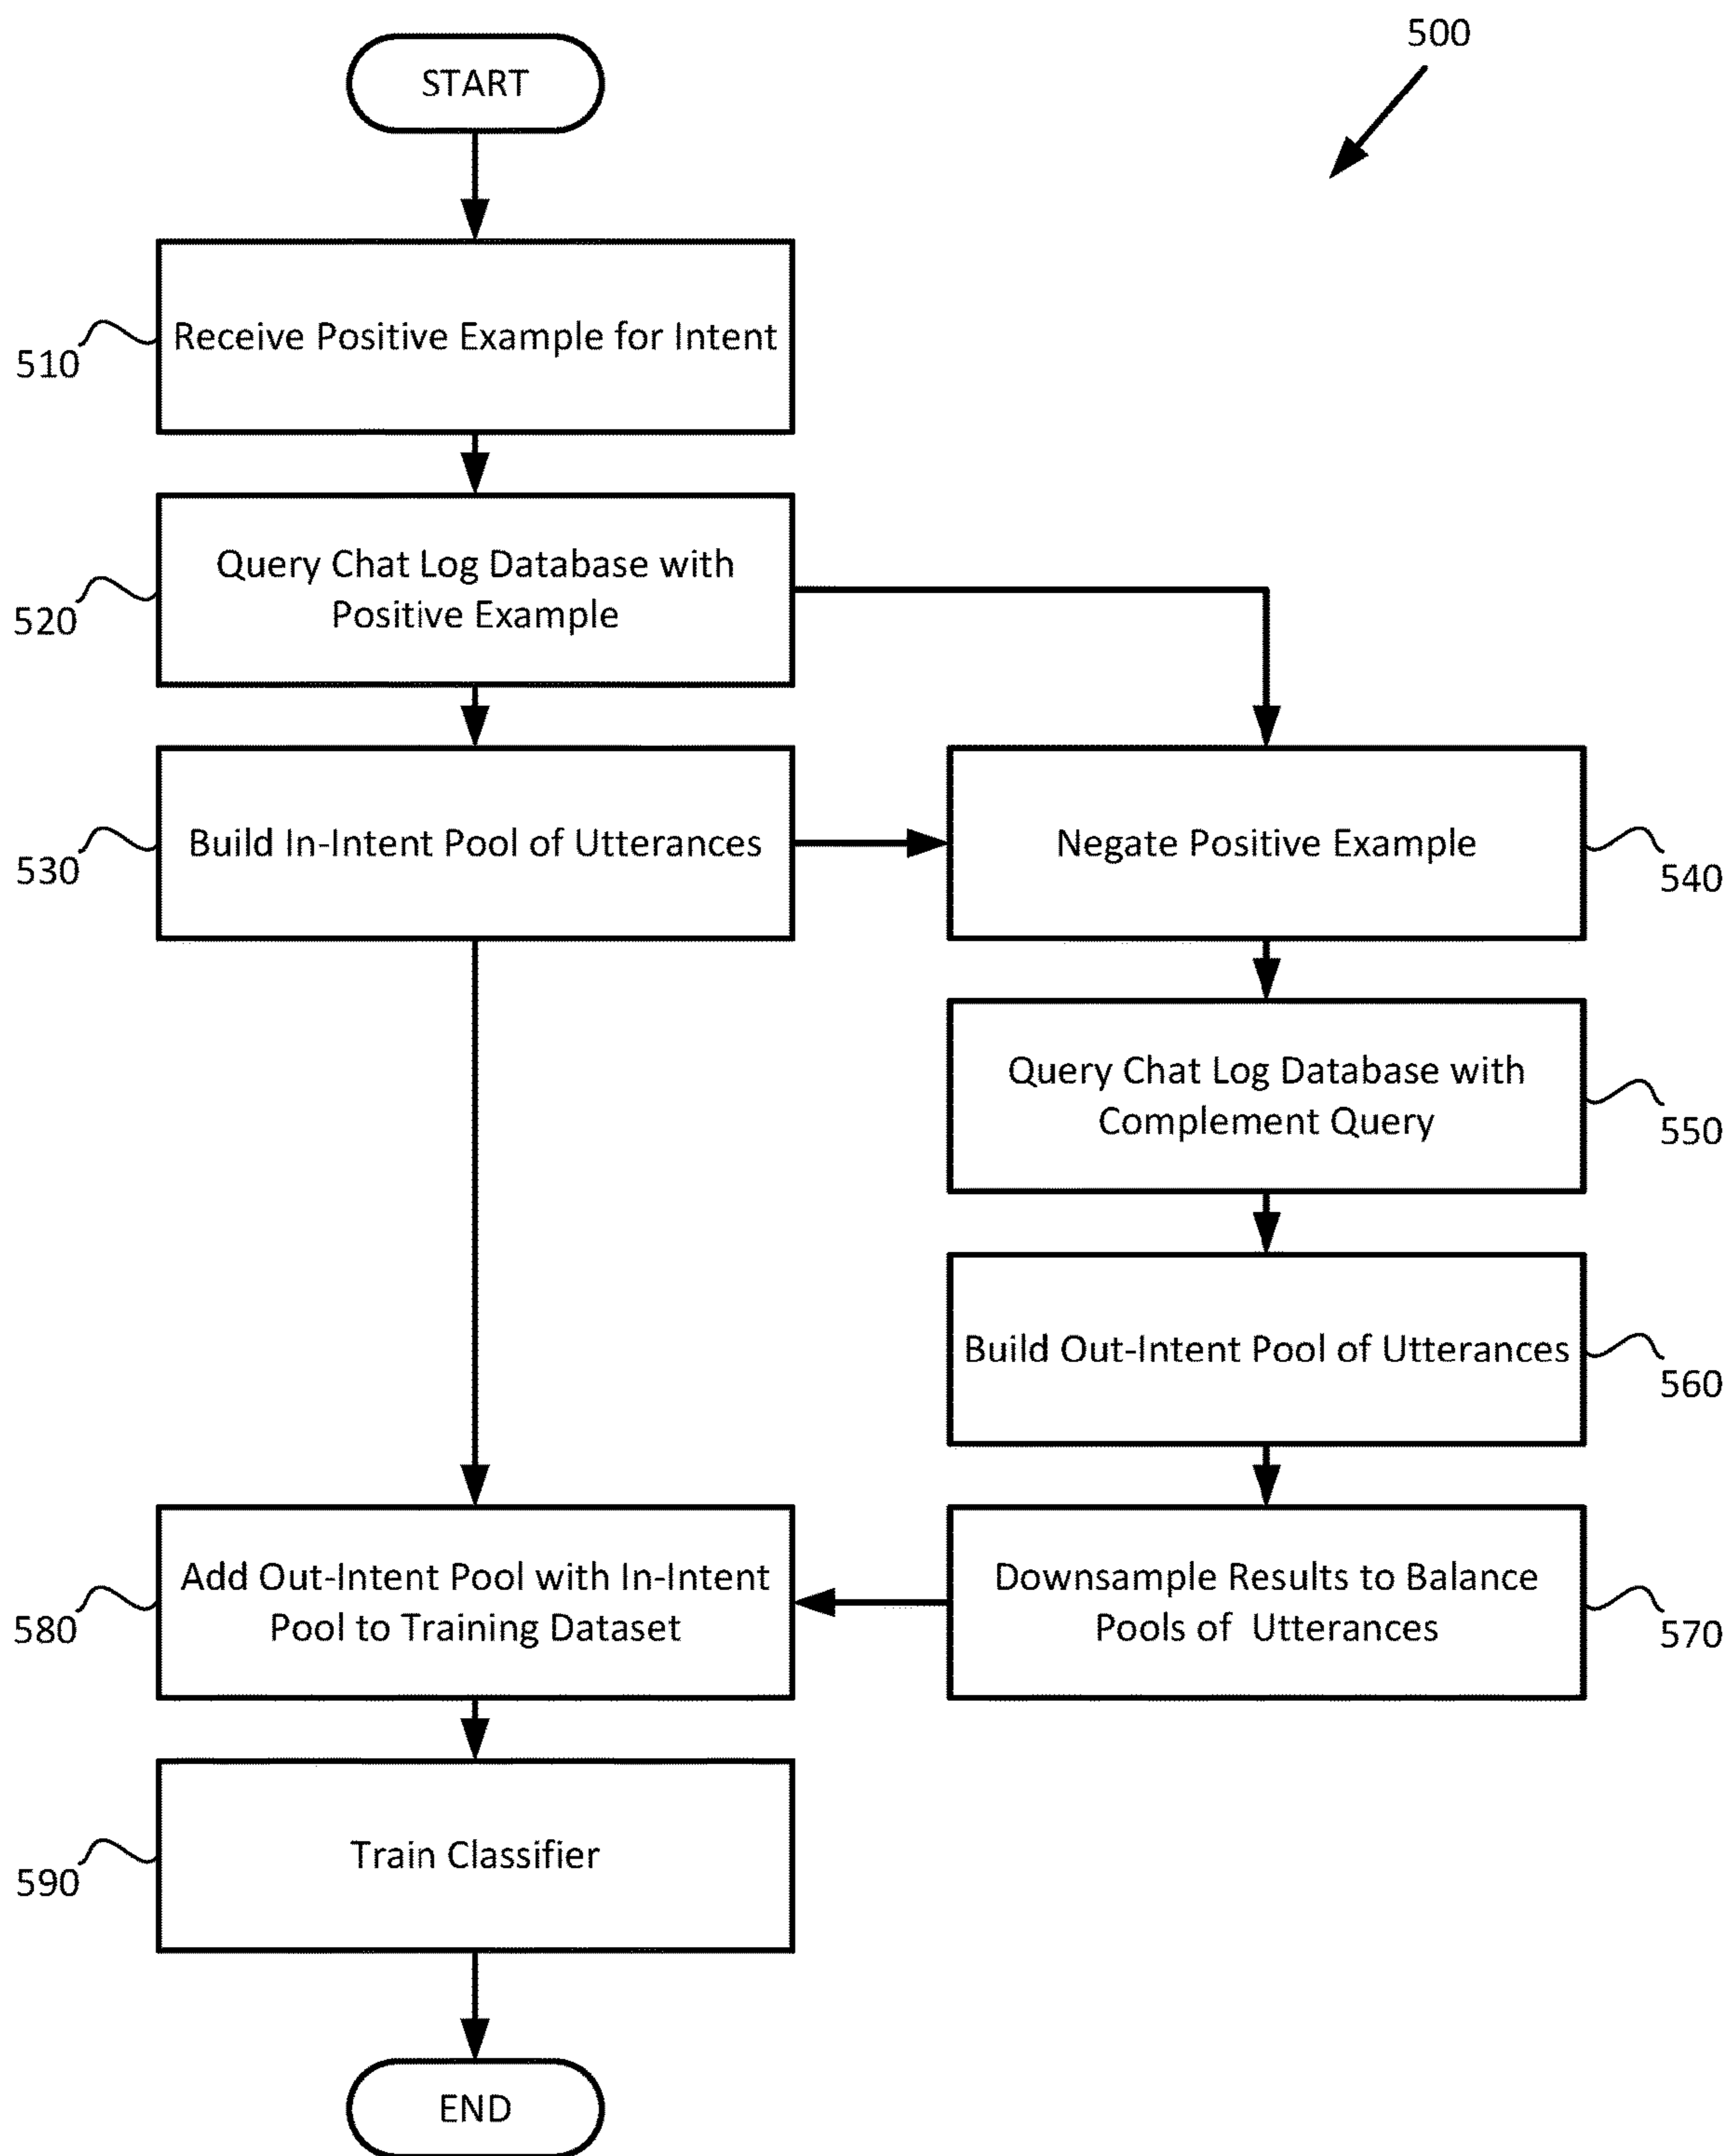 500
START
Receive Positive Example for Intent
510
Query Chat Log Database with
Positive Example
520
Build In-Intent Pool of Utterances
530
Negate Positive Example
540
Query Chat Log Database with
Complement Query
550
Build Out-Intent Pool of Utterances
560
Downsample Results to Balance
Pools of  Utterances
570
Add Out-Intent Pool with In-Intent
Pool to Training Dataset
580
Train Classifier
590
END